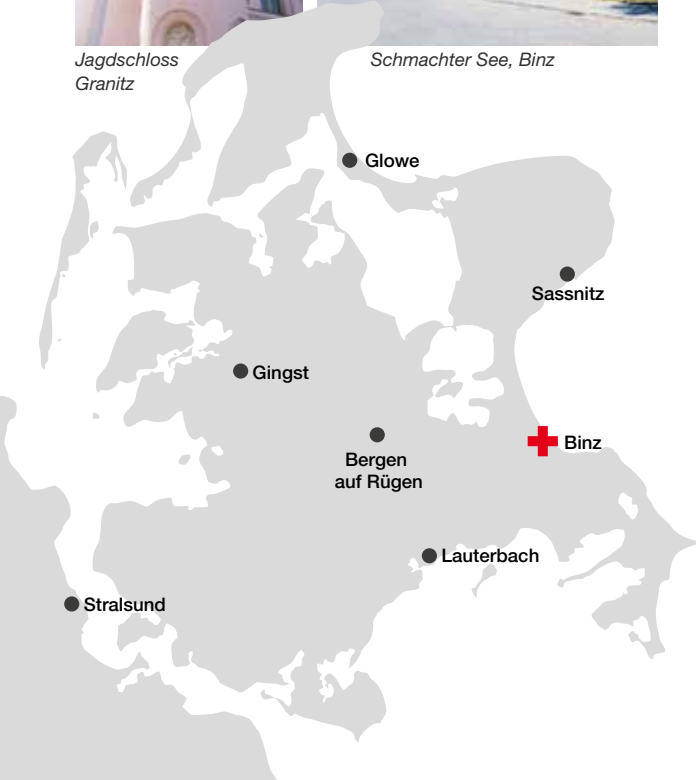 Jagdschloss
Granitz
Schmachter See, Binz
Glowe
Sassnitz
Gingst
Binz
Bergen
auf Rügen
Lauterbach
Stralsund